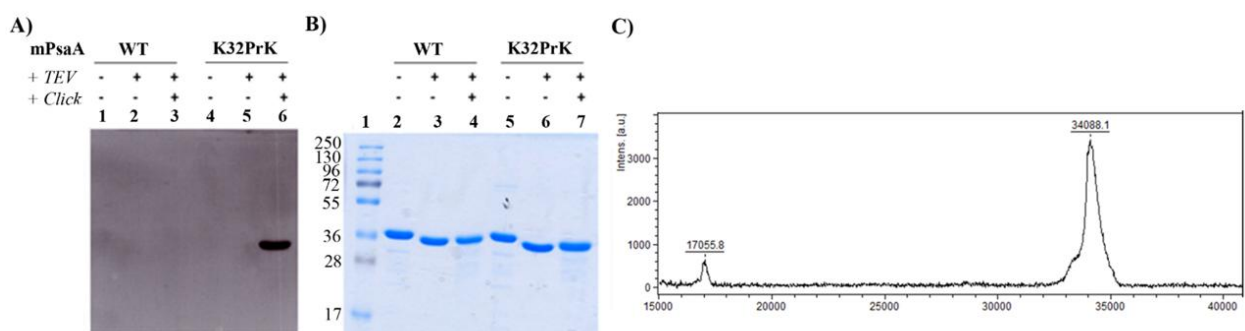 A)
mPsaA WT K32PrK
+ TEV - + + - + +
+ Click - - + - - +
1 2 3 4 5 6
B)
WT K32PrK
- + + - + +
- - + - - +
1 2 3 4 5 6 7
250
130
96
72
55
36
28
17
C)
Intens. [a.u.]
3000
2000
1000
0
34088.1
17055.8
15000 20000 25000 30000 35000 40000